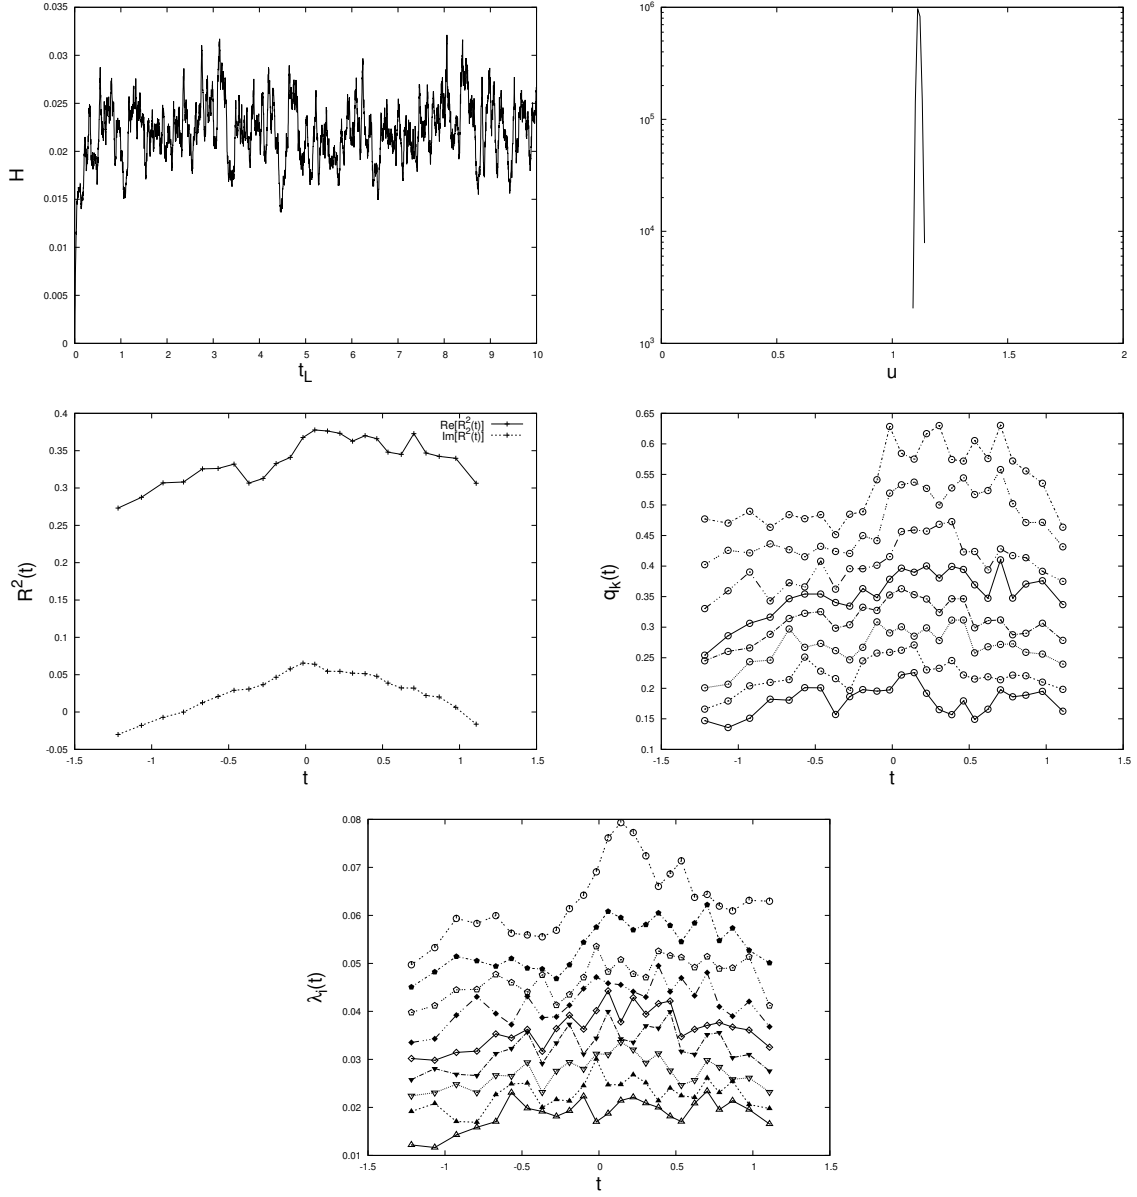 0.035
0.03
0.025
0.02
0.015
0.01
0.005
0
H
0 1 2 3 4 5 6 7 8 9 10
t_L
10^6
10^5
10^4
10^3
0 0.5 1 1.5 2
u
0.4
0.35
0.3
0.25
0.2
0.15
0.1
0.05
0
-0.05
R^2(t)
Re[R^2(t)]
Im[R^2(t)]
-1.5 -1 -0.5 0 0.5 1 1.5
t
0.65
0.6
0.55
0.5
0.45
0.4
0.35
0.3
0.25
0.2
0.15
0.1
q_k(t)
-1.5 -1 -0.5 0 0.5 1 1.5
t
0.08
0.07
0.06
0.05
0.04
0.03
0.02
0.01
λ_i(t)
-1.5 -1 -0.5 0 0.5 1 1.5
t